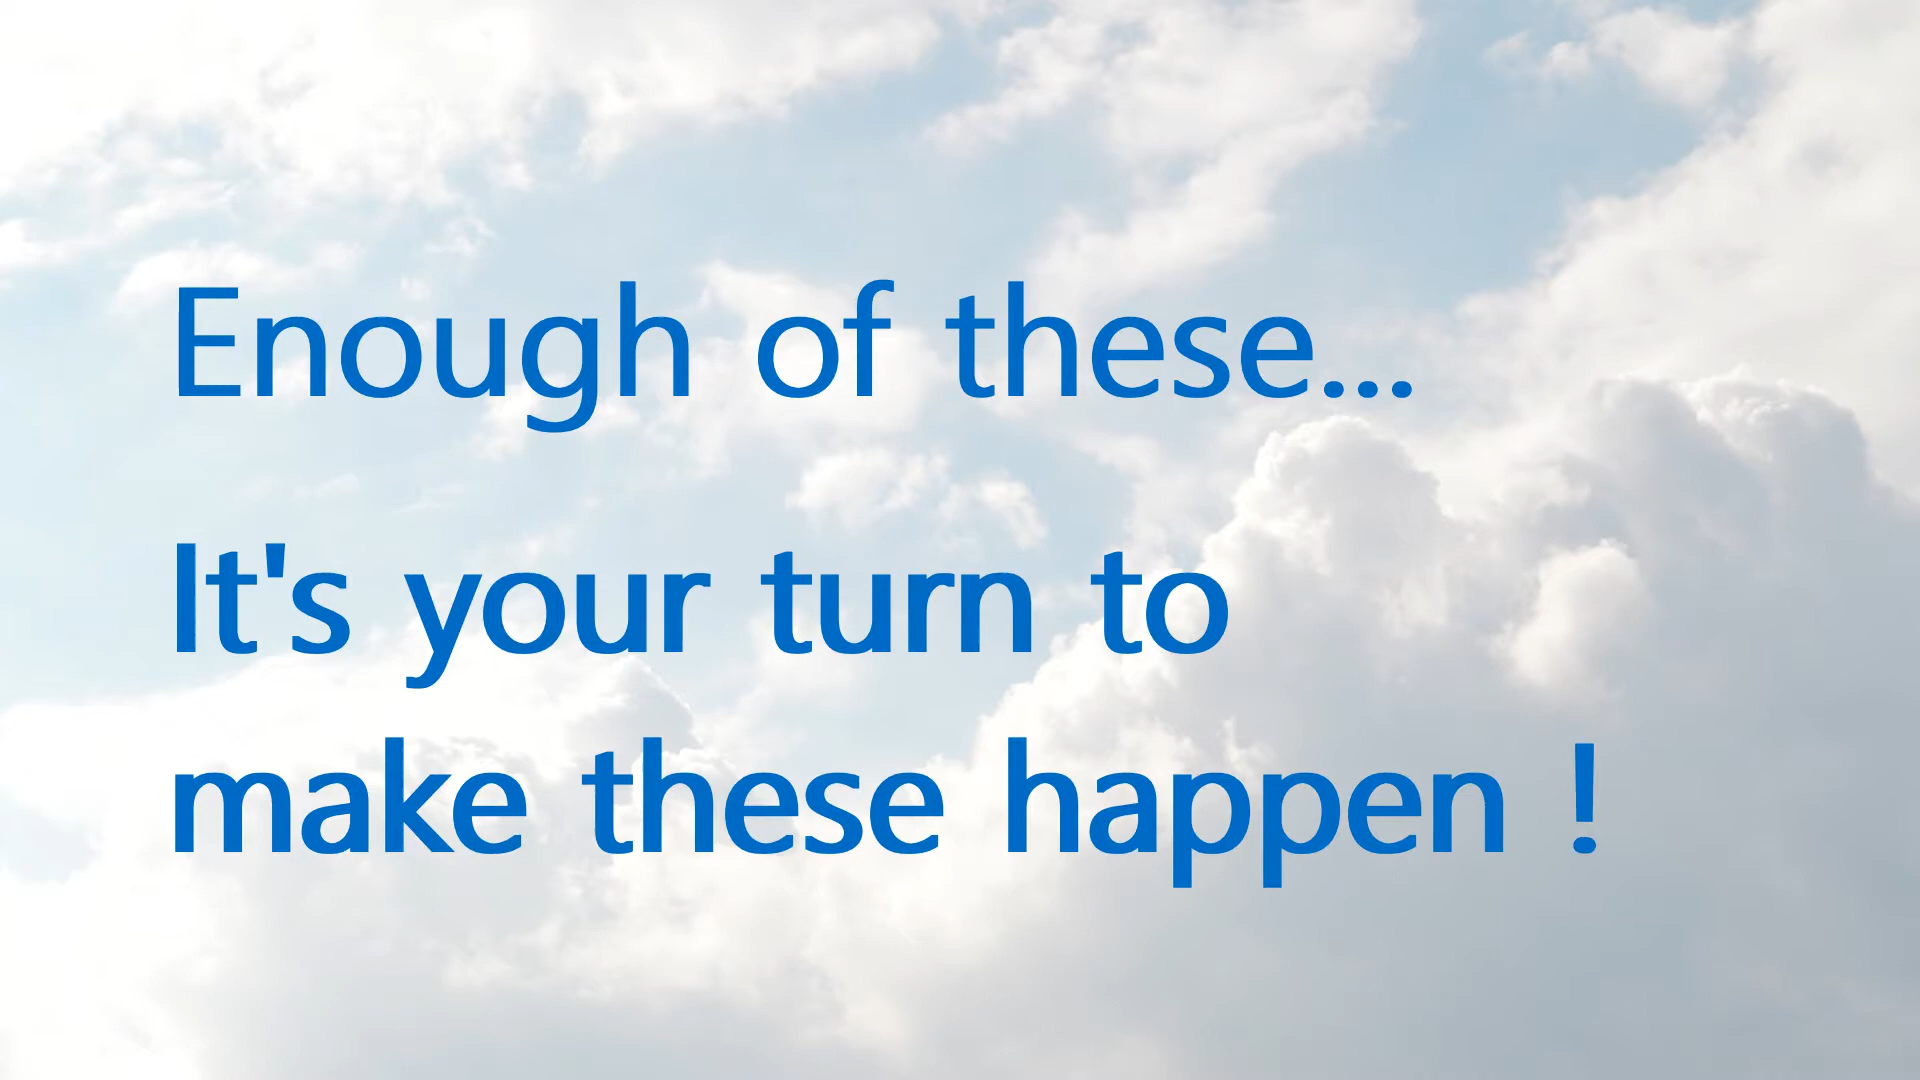 Enough of these...
It's your turn to
make these happen !